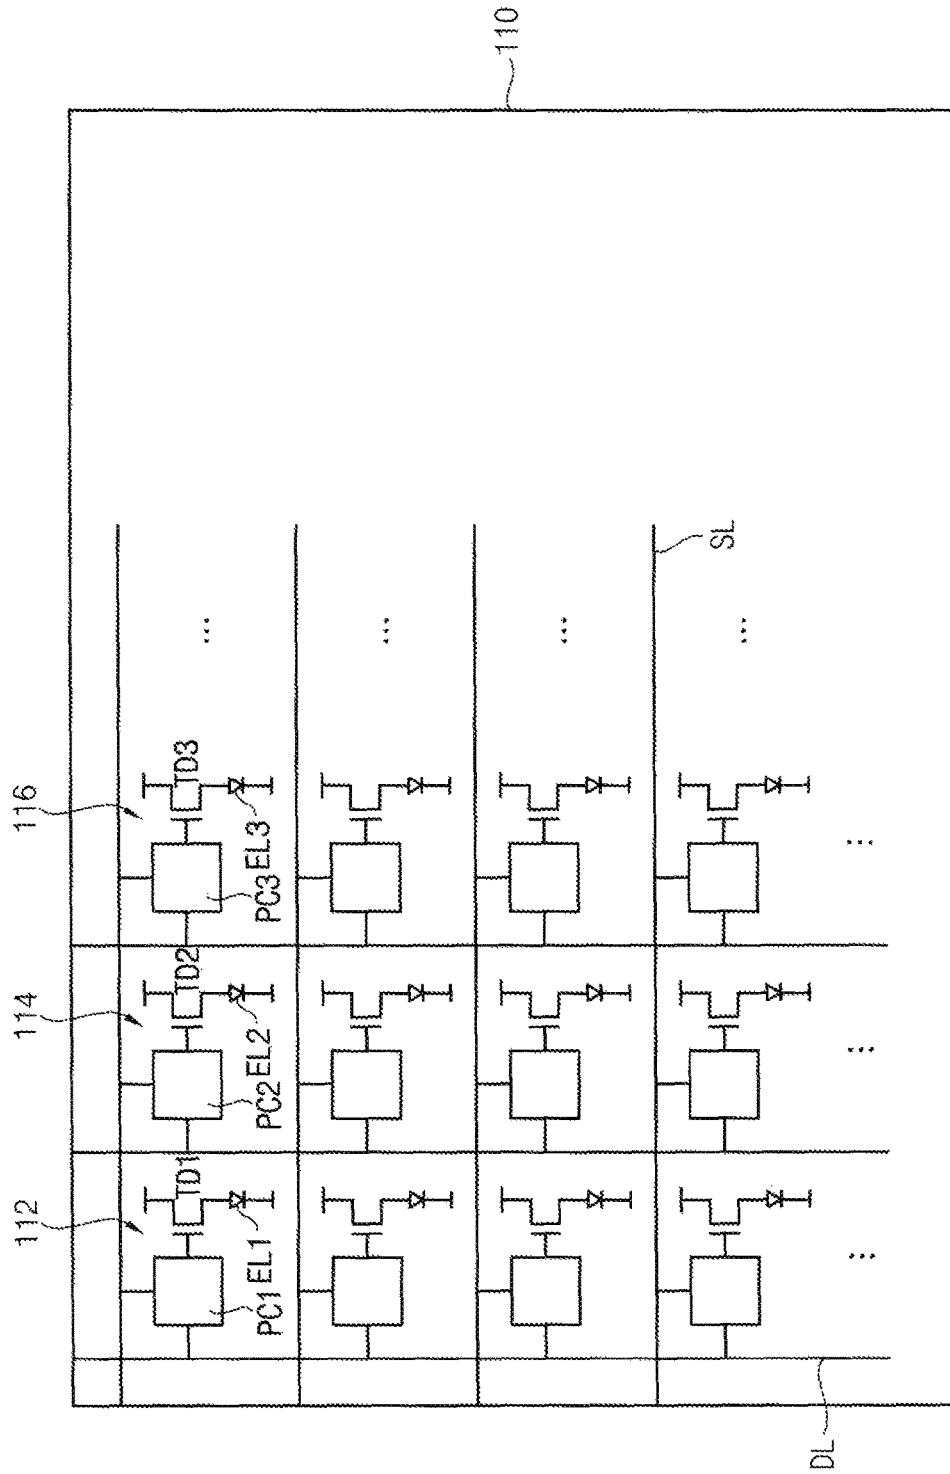 110
112
114
116
TD1
TD2
TD3
PC1
EL1
PC2
EL2
PC3
EL3
...
...
...
...
SL
...
...
...
DL